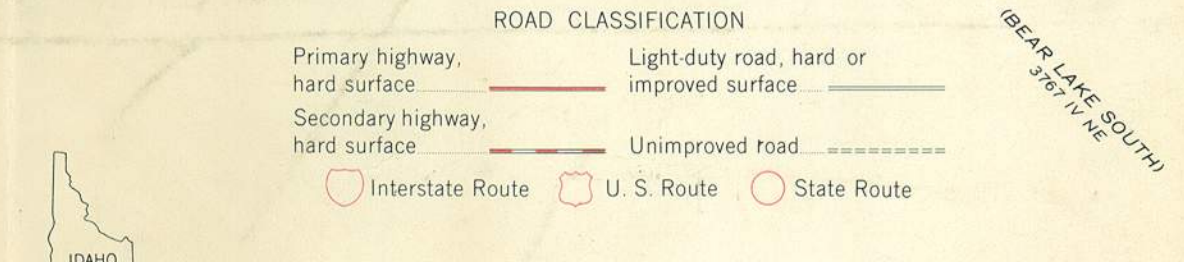 ROAD CLASSIFICATION
Primary highway,
hard surface
Light-duty road, hard or
improved surface
Secondary highway,
hard surface
Unimproved road
Interstate Route
U. S. Route
State Route
(BEAR LAKE SOUTH)
3767 IV NE
IDAHO